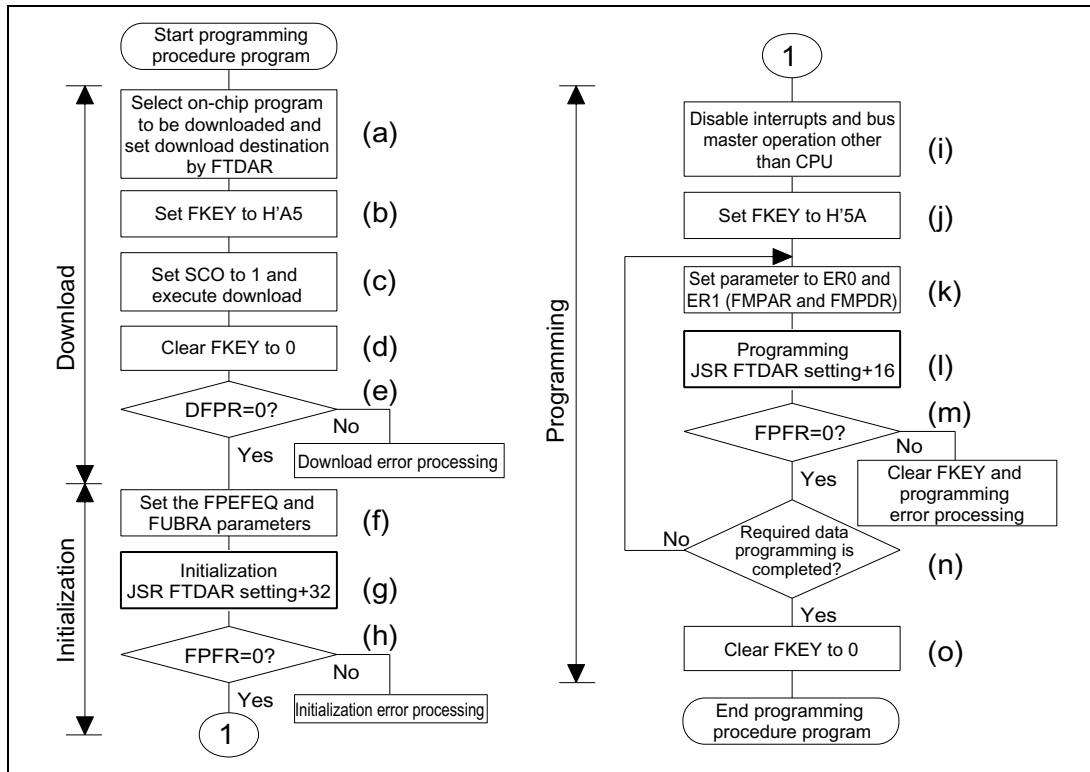 Start programming
procedure program
Download
Select on-chip program
to be downloaded and
set download destination
by FTDAR
(a)
Set FKEY to H'A5
(b)
Set SCO to 1 and
execute download
(c)
Clear FKEY to 0
(d)
DFPR=0?
(e)
No
Yes
Download error processing
Initialization
Set the FPEFEQ and
FUBRA parameters
(f)
Initialization
JSR FTDAR setting+32
(g)
FPFR=0?
(h)
No
Yes
Initialization error processing
1
1
Programming
Disable interrupts and bus
master operation other
than CPU
(i)
Set FKEY to H'5A
(j)
Set parameter to ER0 and
ER1 (FMPAR and FMPDR)
(k)
Programming
JSR FTDAR setting+16
(l)
FPFR=0?
(m)
No
Yes
Clear FKEY and
programming
error processing
Required data
programming is
completed?
(n)
No
Yes
Clear FKEY to 0
(o)
End programming
procedure program